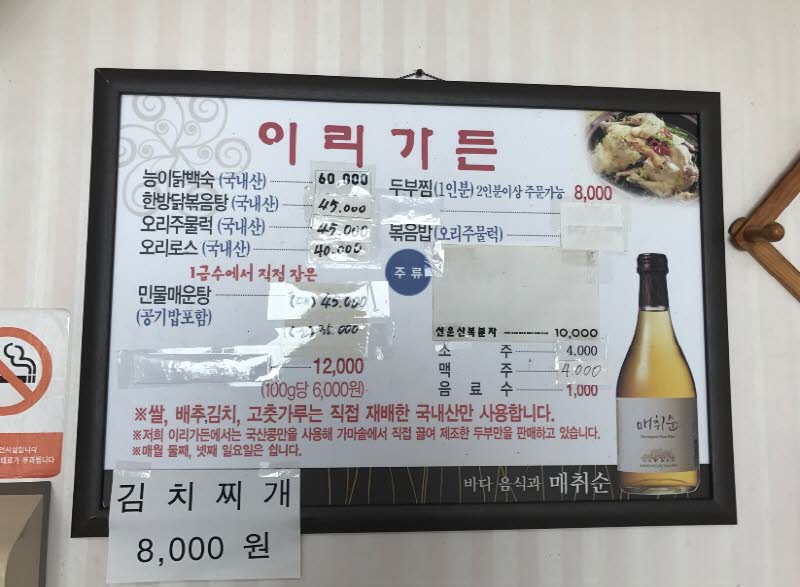 이리가든
능이닭백숙 (국내산) 60.000
한방닭볶음탕 (국내산) 45.000
오리주물럭 (국내산) 45.000
오리로스 (국내산) 40.000
1급수에서 직접 잡은
민물매운탕 (대) 45.000
(공기밥포함) 35.000
12,000
(100g당 6,000원)
두부찜(1인분) 2인분이상 주문가능 8,000
볶음밥(오리주물럭)
주류
선운산복분자 10,000
소주 4,000
맥주 4,000
음료수 1,000
※쌀, 배추김치, 고춧가루는 직접 재배한 국내산만 사용합니다.
※저희 이리가든에서는 국산콩만을 사용해 가마솥에서 직접 끓여 제조한 두부만을 판매하고 있습니다.
※매월 둘째, 넷째 일요일은 쉽니다.
바다 음식과 매취순
매취순
김치찌개
8,000 원